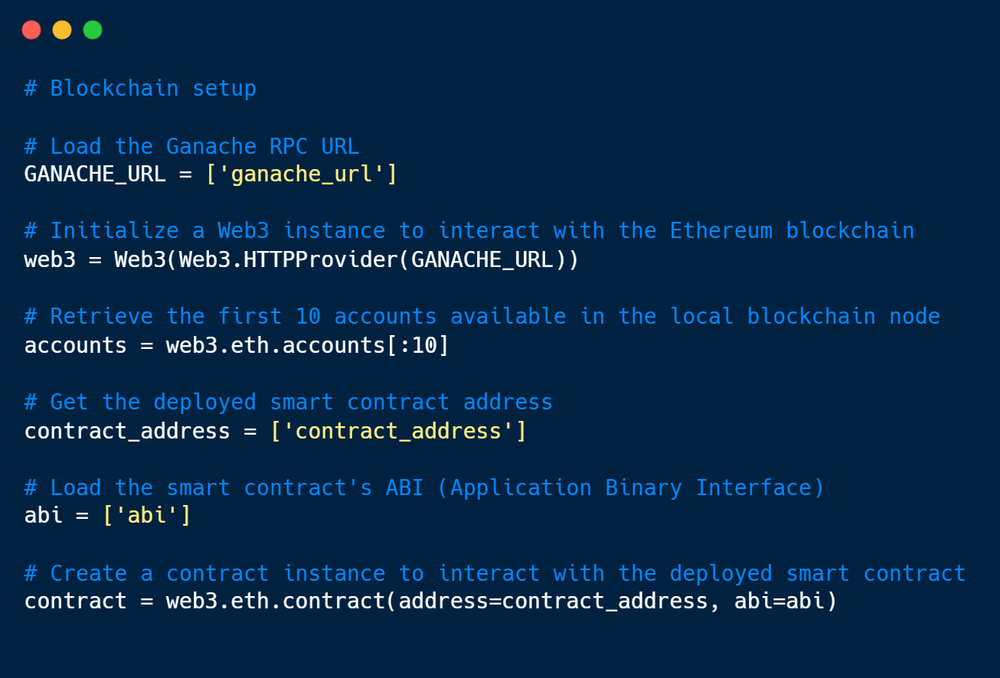 # Blockchain setup
# Load the Ganache RPC URL
GANACHE_URL = ['ganache_url']
# Initialize a Web3 instance to interact with the Ethereum blockchain
web3 = Web3(Web3.HTTPProvider(GANACHE_URL))
# Retrieve the first 10 accounts available in the local blockchain node
accounts = web3.eth.accounts[:10]
# Get the deployed smart contract address
contract_address = ['contract_address']
# Load the smart contract's ABI (Application Binary Interface)
abi = ['abi']
# Create a contract instance to interact with the deployed smart contract
contract = web3.eth.contract(address=contract_address, abi=abi)